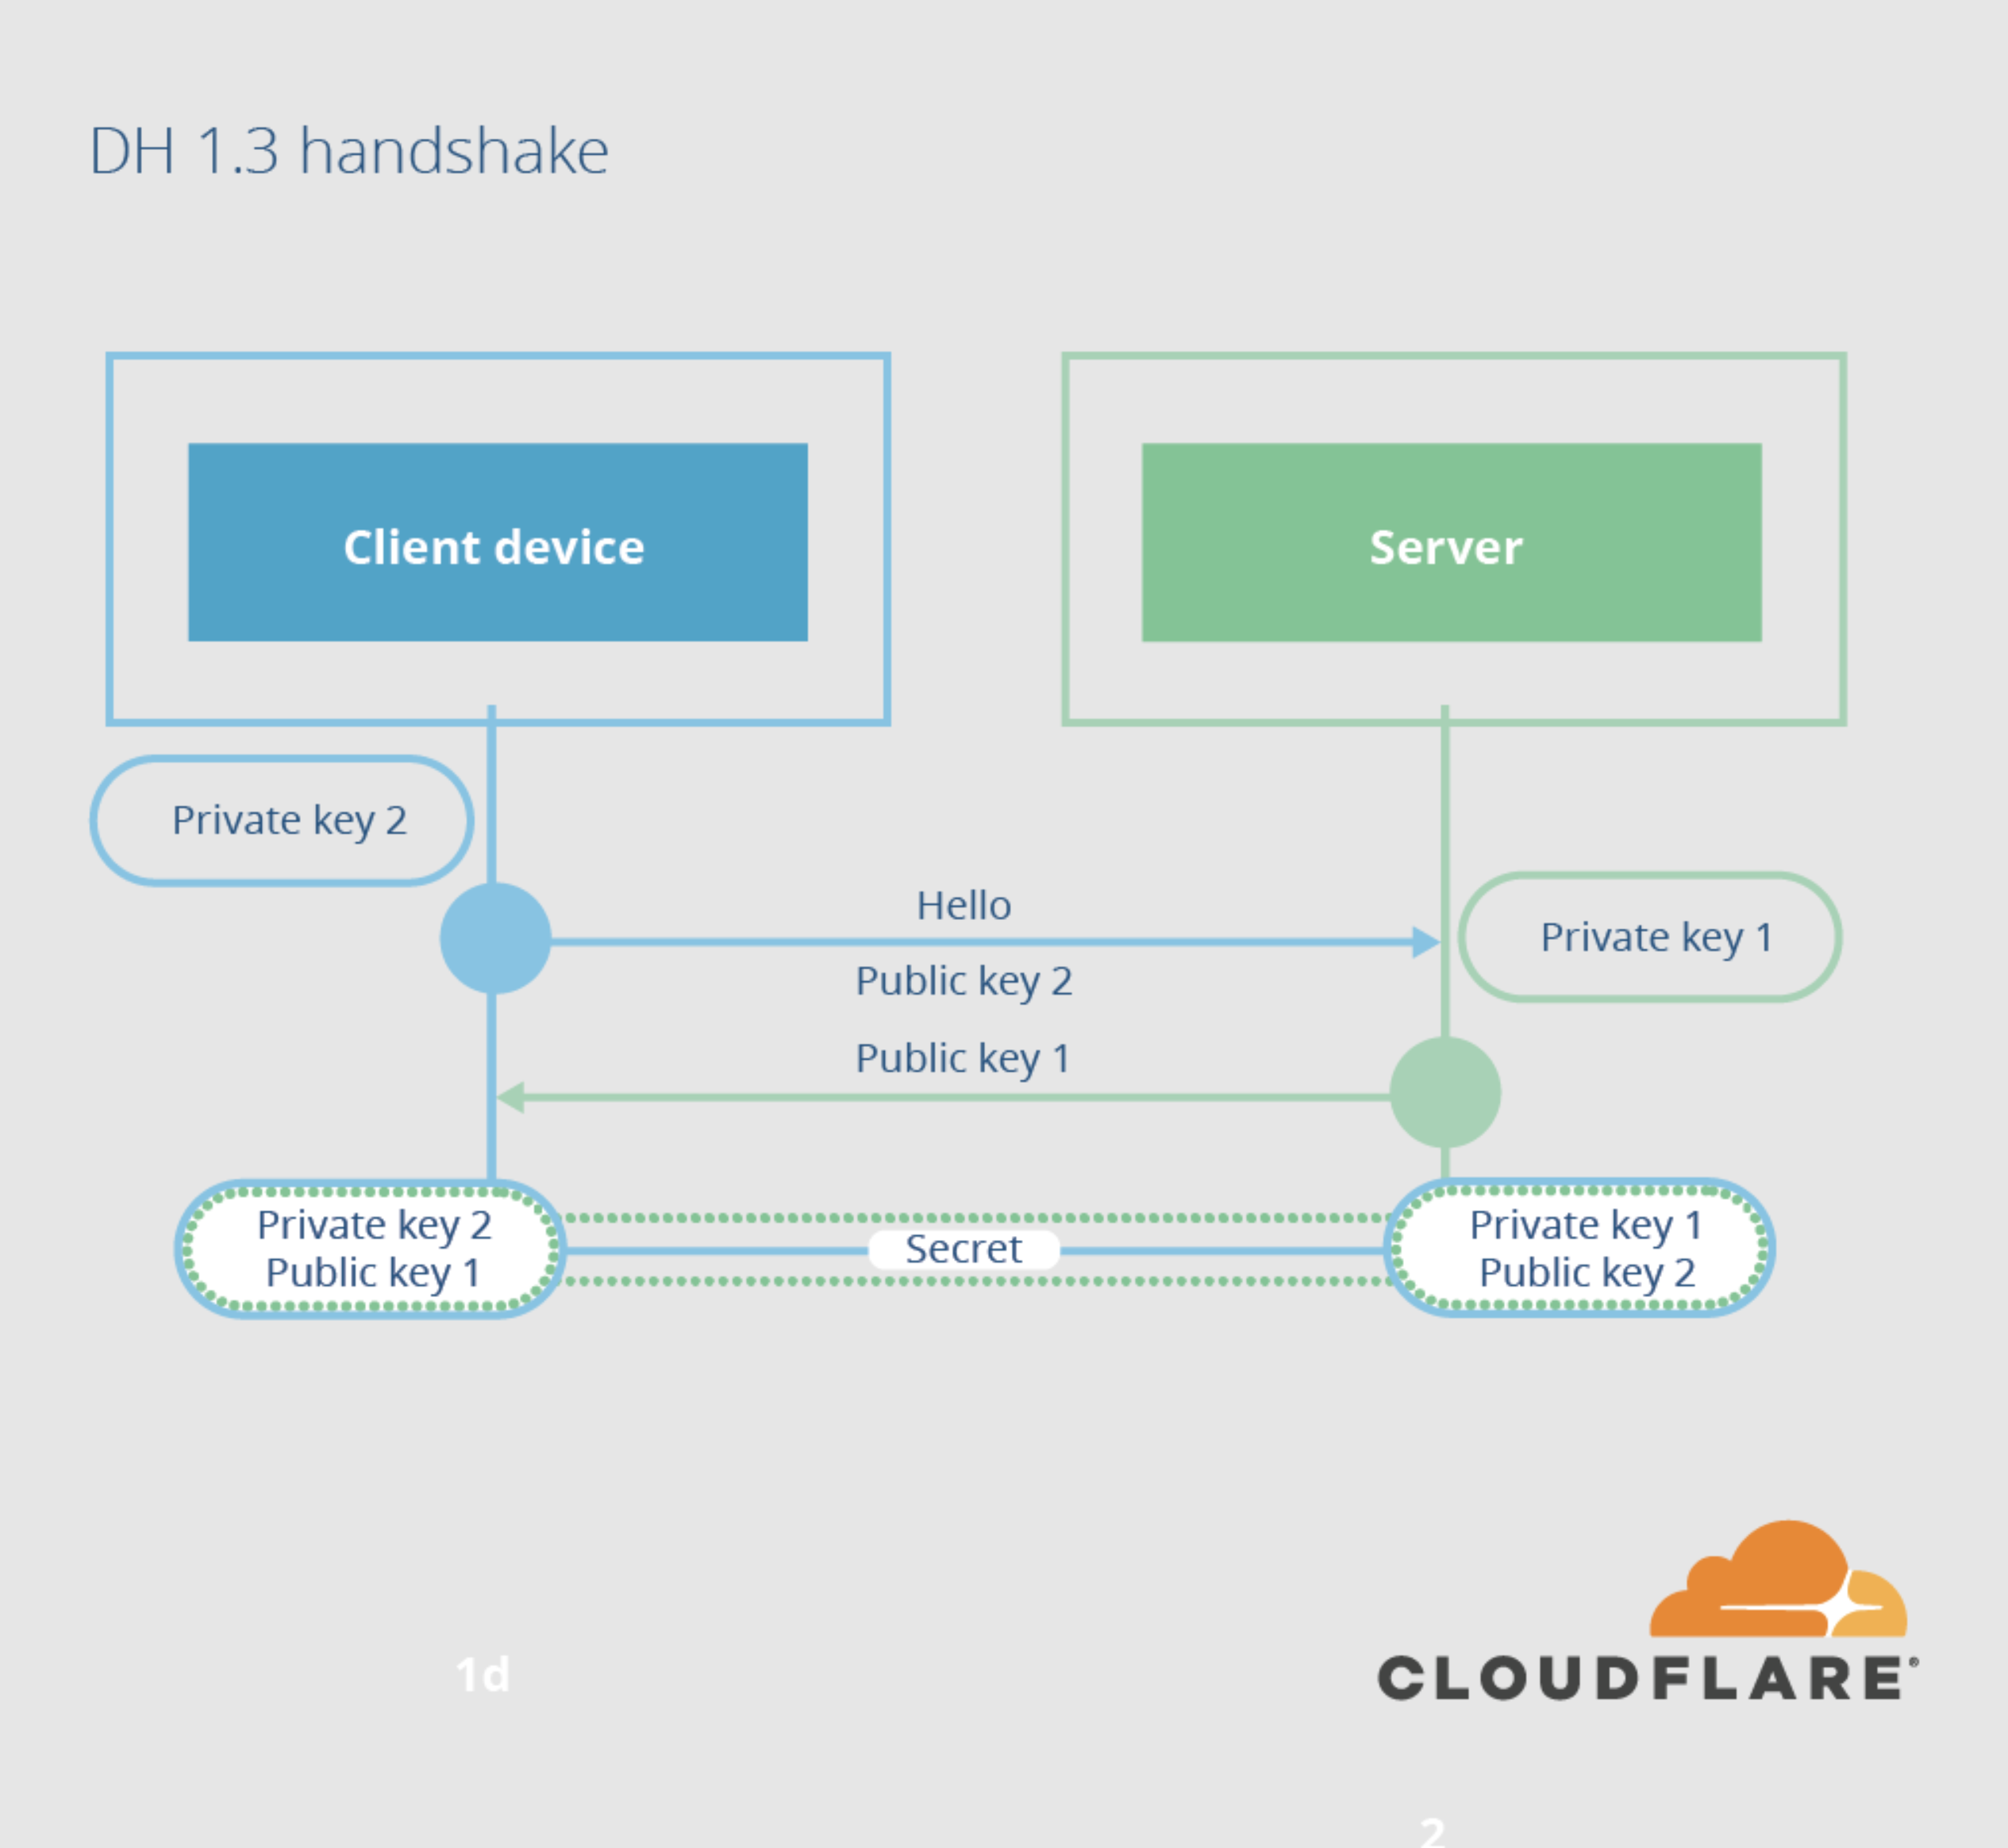 DH 1.3 handshake
Client device
Server
Private key 2
Hello
Private key 1
Public key 2
Public key 1
Private key 2
Public key 1
Secret
Private key 1
Public key 2
1d
CLOUDFLARE®
2